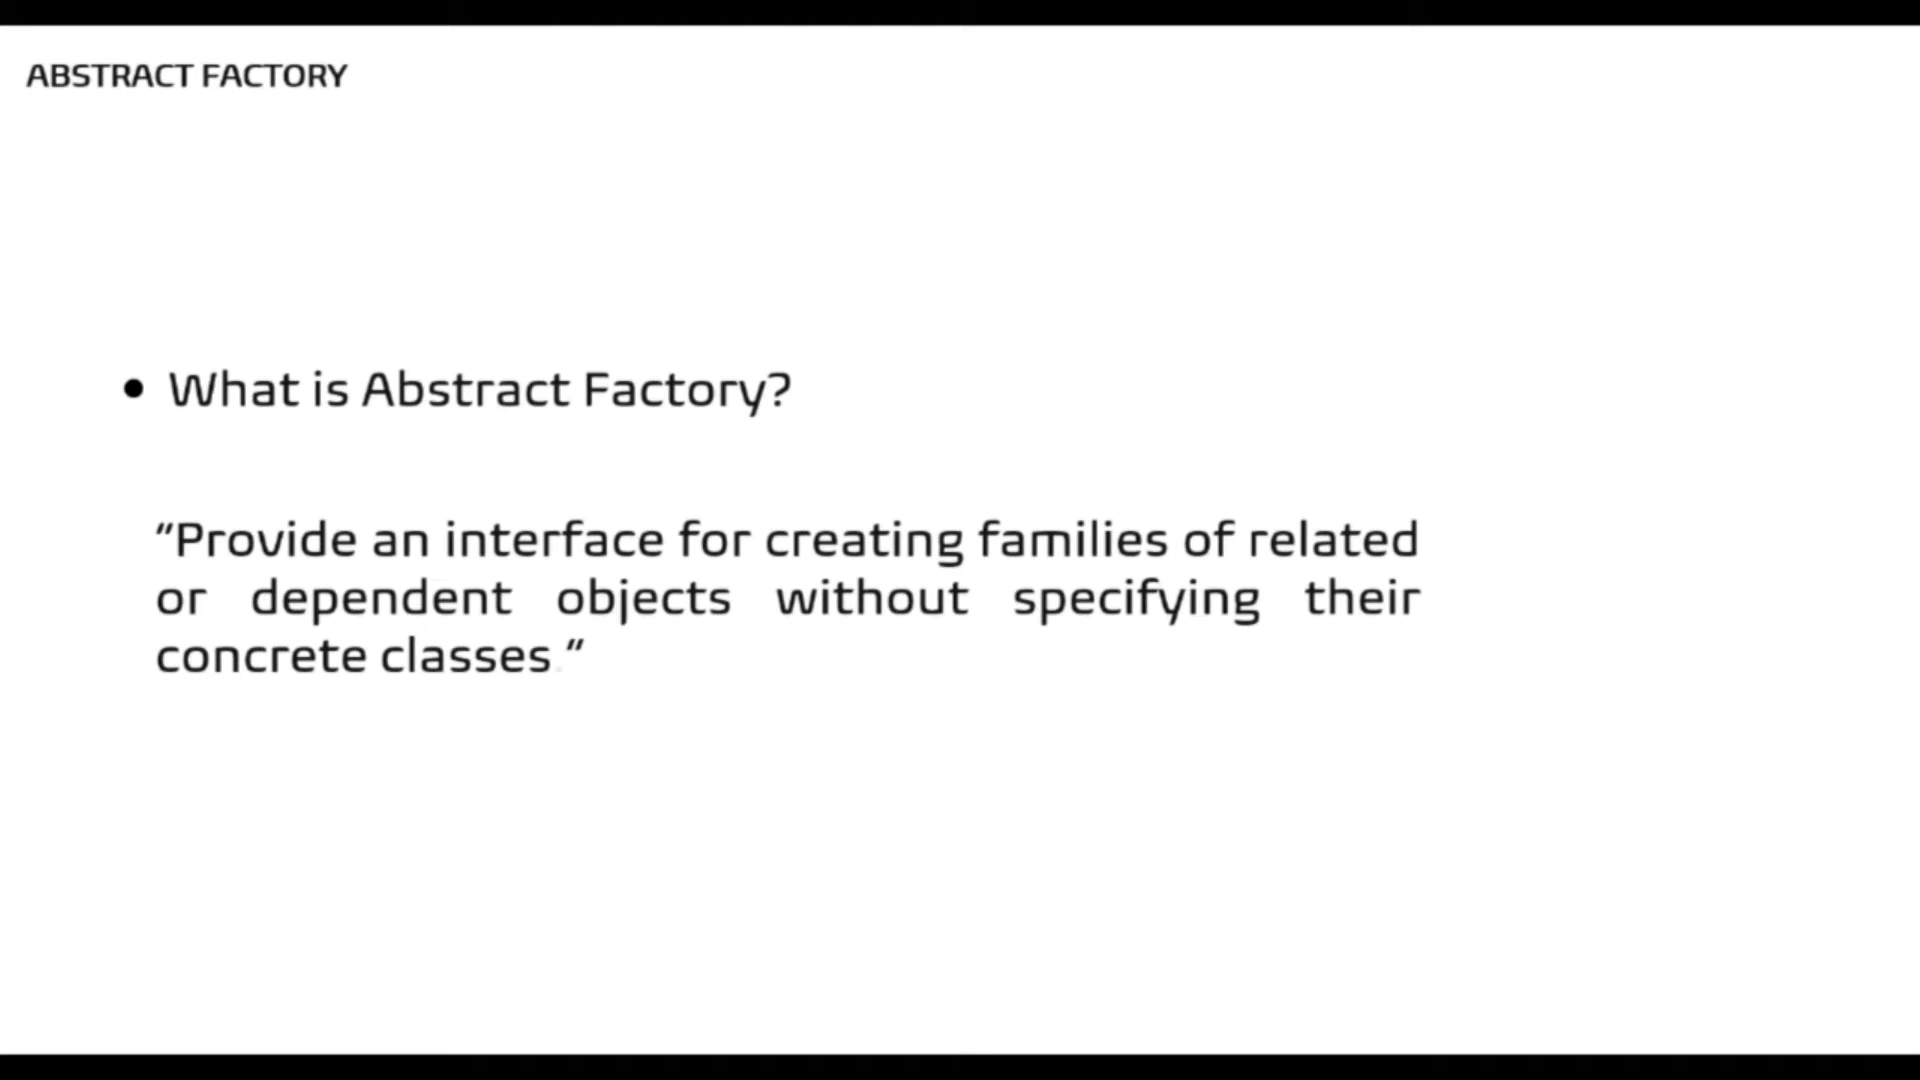 ABSTRACT FACTORY
• What is Abstract Factory?
“Provide an interface for creating families of related
or dependent objects without specifying their
concrete classes.”